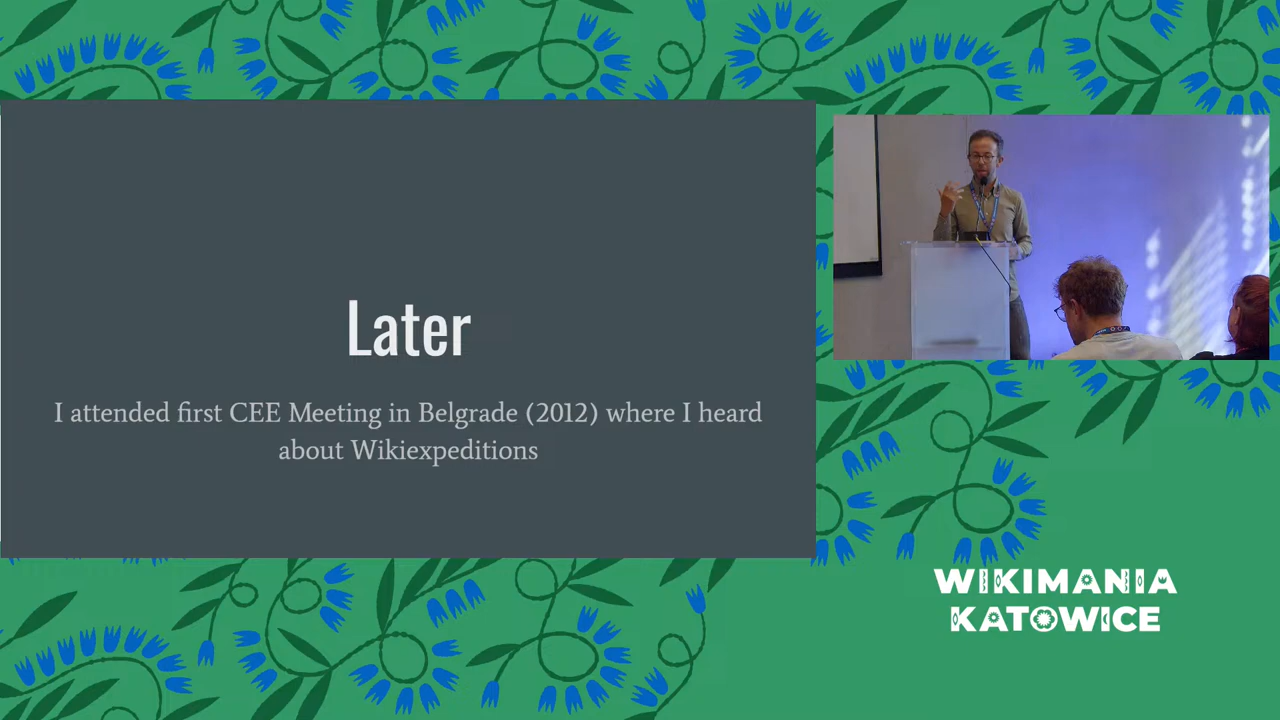 Later
I attended first CEE Meeting in Belgrade (2012) where I heard
about Wikiexpeditions
WIKIMANIA
KATOWICE